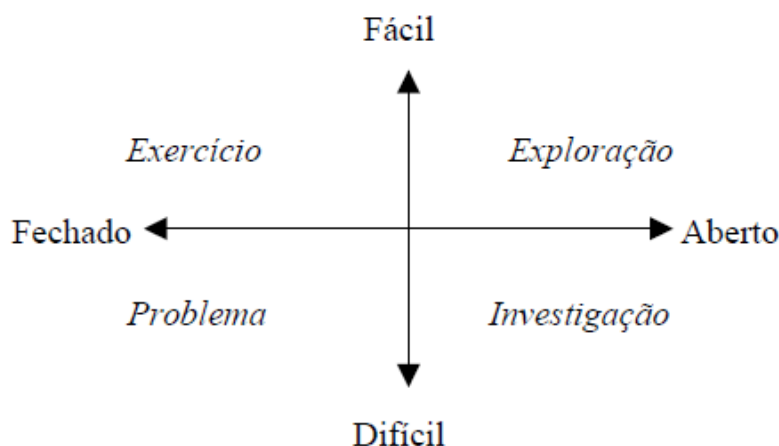 Fácil
Exercício Exploração
Fechado Aberto
Problema Investigação
Difícil